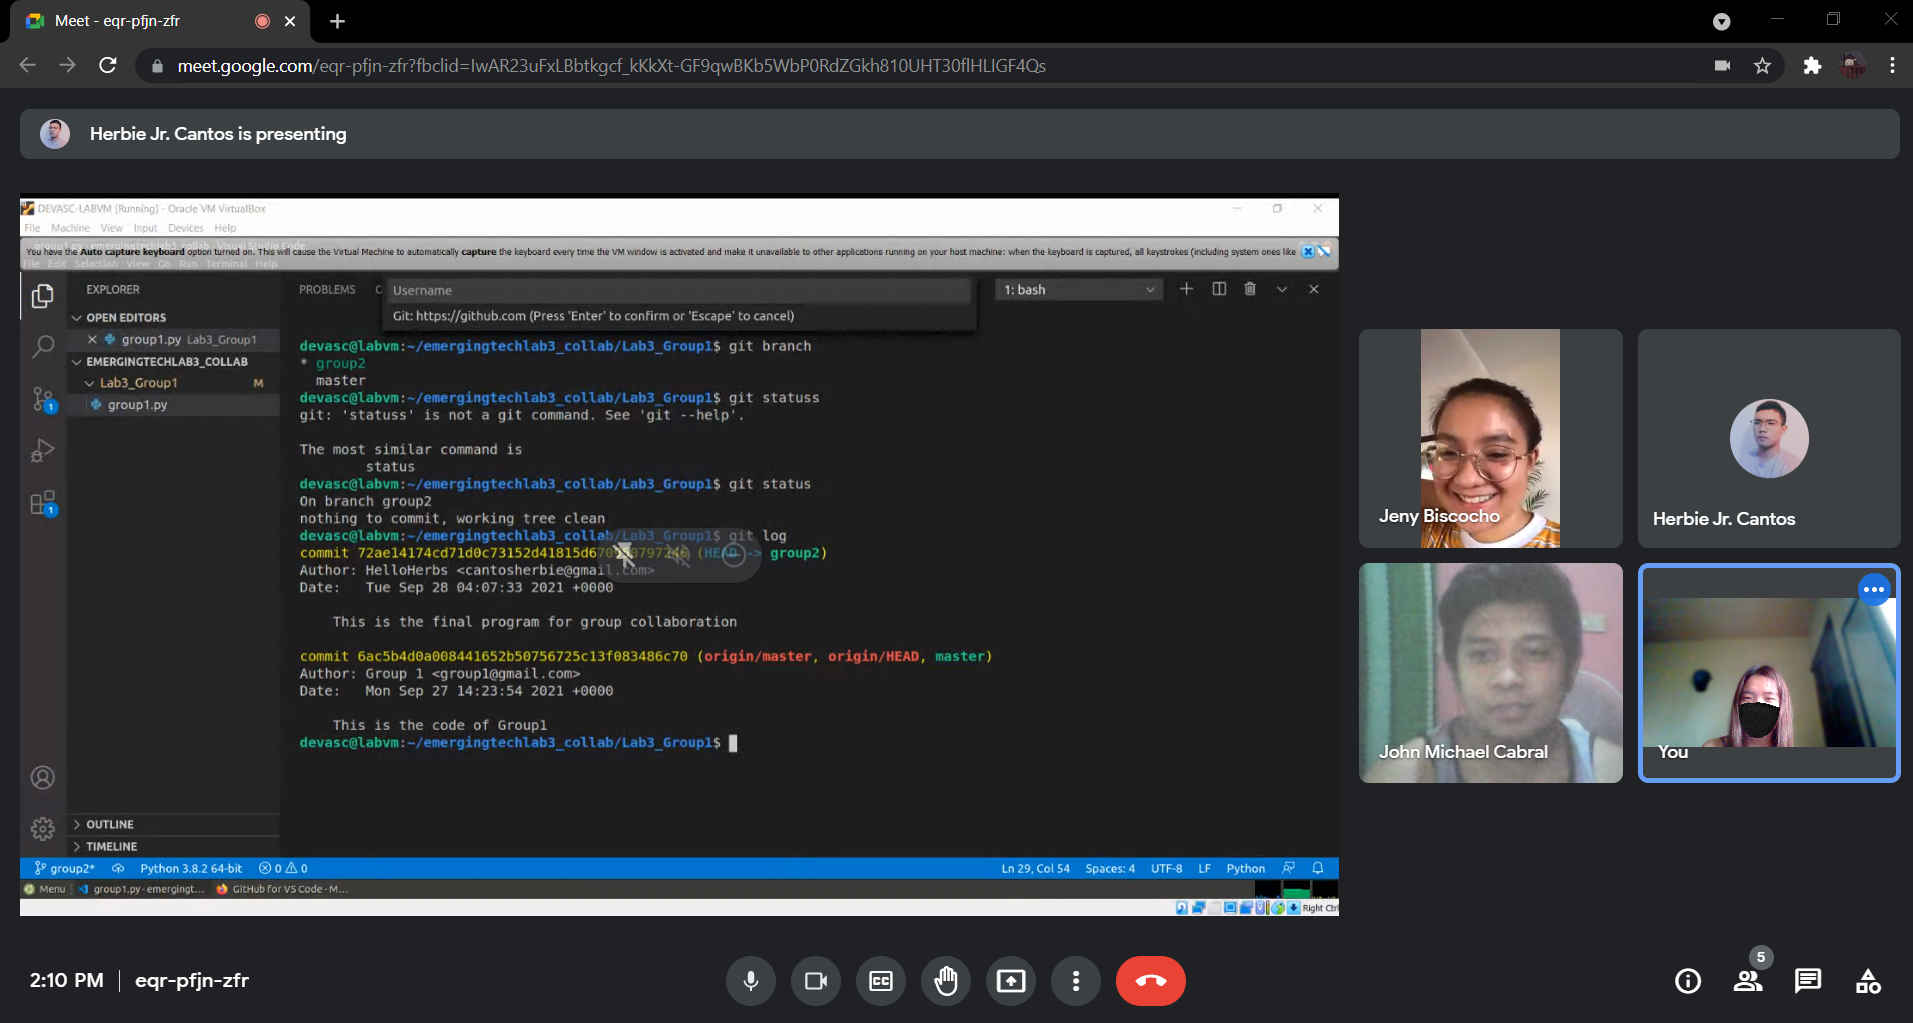 Meet - eqr-pfjn-zfr
meet.google.com/eqr-pfjn-zfr?fbclid=IwAR23uFxLBbtkgcf_kKkXt-GF9qwBKb5WbP0RdZGkh810UHT30flHLIGF4Qs
Herbie Jr. Cantos is presenting
DEVASC-LABVM [Running] - Oracle VM VirtualBox
File Machine View Input Devices Help
You have the Auto capture keyboard option turned on. This will cause the Virtual Machine to automatically capture the keyboard every time the VM window is activated and make it unavailable to other applications running on your host machine: when the keyboard is captured, all keystrokes (including system ones like
File Edit Selection View Go Run Terminal Help
EXPLORER
OPEN EDITORS
group1.py Lab3_Group1
EMERGINGTECHLAB3_COLLAB
Lab3_Group1 M
group1.py
1
1
OUTLINE
TIMELINE
PROBLEMS
Username
Git: https://github.com (Press 'Enter' to confirm or 'Escape' to cancel)
1: bash
devasc@labvm:~/emergingtechlab3_collab/Lab3_Group1$ git branch
* group2
master
devasc@labvm:~/emergingtechlab3_collab/Lab3_Group1$ git statuss
git: 'statuss' is not a git command. See 'git --help'.
The most similar command is
status
devasc@labvm:~/emergingtechlab3_collab/Lab3_Group1$ git status
On branch group2
nothing to commit, working tree clean
devasc@labvm:~/emergingtechlab3_collab/Lab3_Group1$ git log
commit (HEAD -> group2)
Author: HelloHerbs <cantosherbie@gmail.com>
Date: Tue Sep 28 04:07:33 2021 +0000
This is the final program for group collaboration
commit 6ac5b4d0a008441652b50756725c13f083486c70 (origin/master, origin/HEAD, master)
Author: Group 1 <group1@gmail.com>
Date: Mon Sep 27 14:23:54 2021 +0000
This is the code of Group1
devasc@labvm:~/emergingtechlab3_collab/Lab3_Group1$
group2* Python 3.8.2 64-bit 0 0 Ln 29, Col 54 Spaces: 4 UTF-8 LF Python
Menu group1.py - emergingt... GitHub for VS Code - M...
Right Ctrl
Jeny Biscocho
Herbie Jr. Cantos
John Michael Cabral
You
2:10 PM | eqr-pfjn-zfr
CC
5